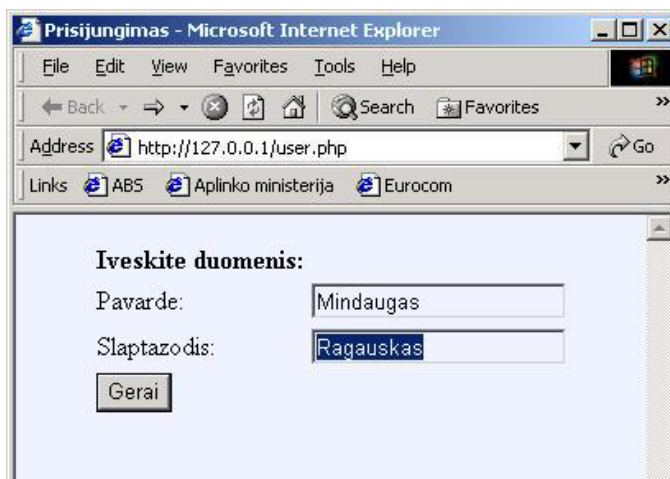 Prisijungimas - Microsoft Internet Explorer
File Edit View Favorites Tools Help
Back Search Favorites »
Address http://127.0.0.1/user.php Go
Links ABS Aplinko ministerija Eurocom »
Iveskite duomenis:
Pavarde: Mindaugas
Slaptazodis: Ragauskas
Gerai